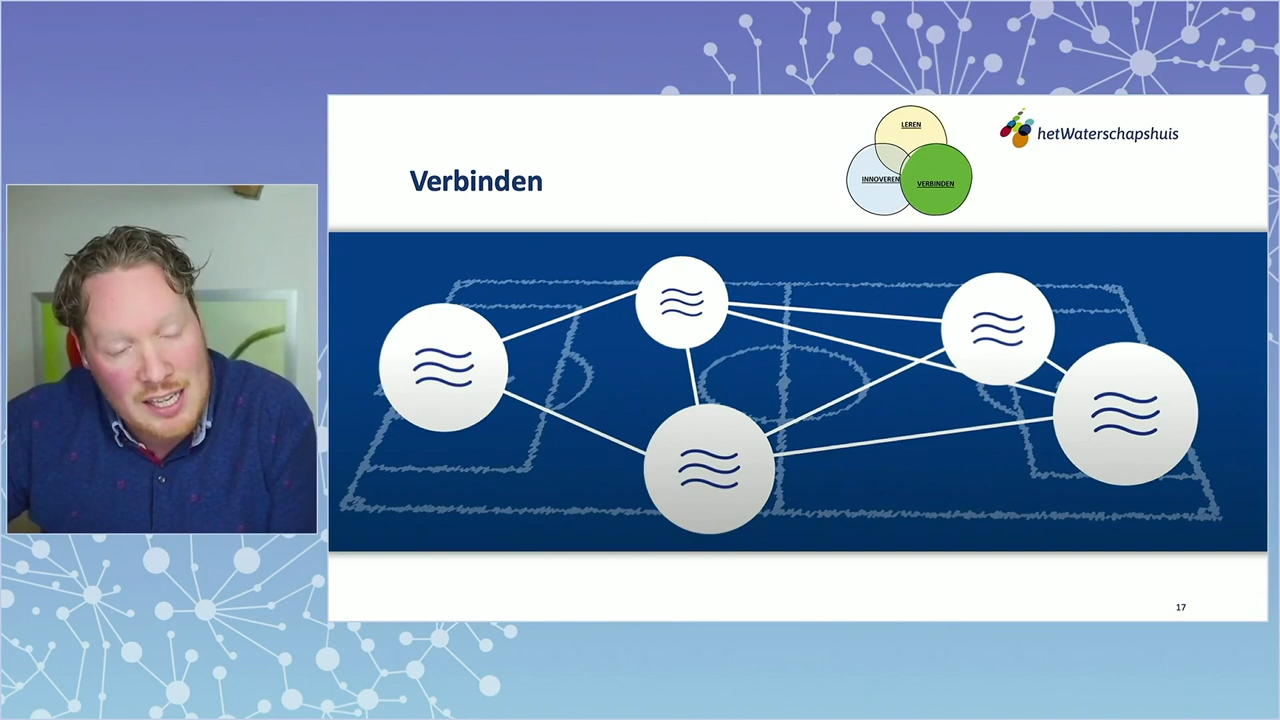 LEREN
INNOVEREN
VERBINDEN
hetWaterschapshuis
Verbinden
17